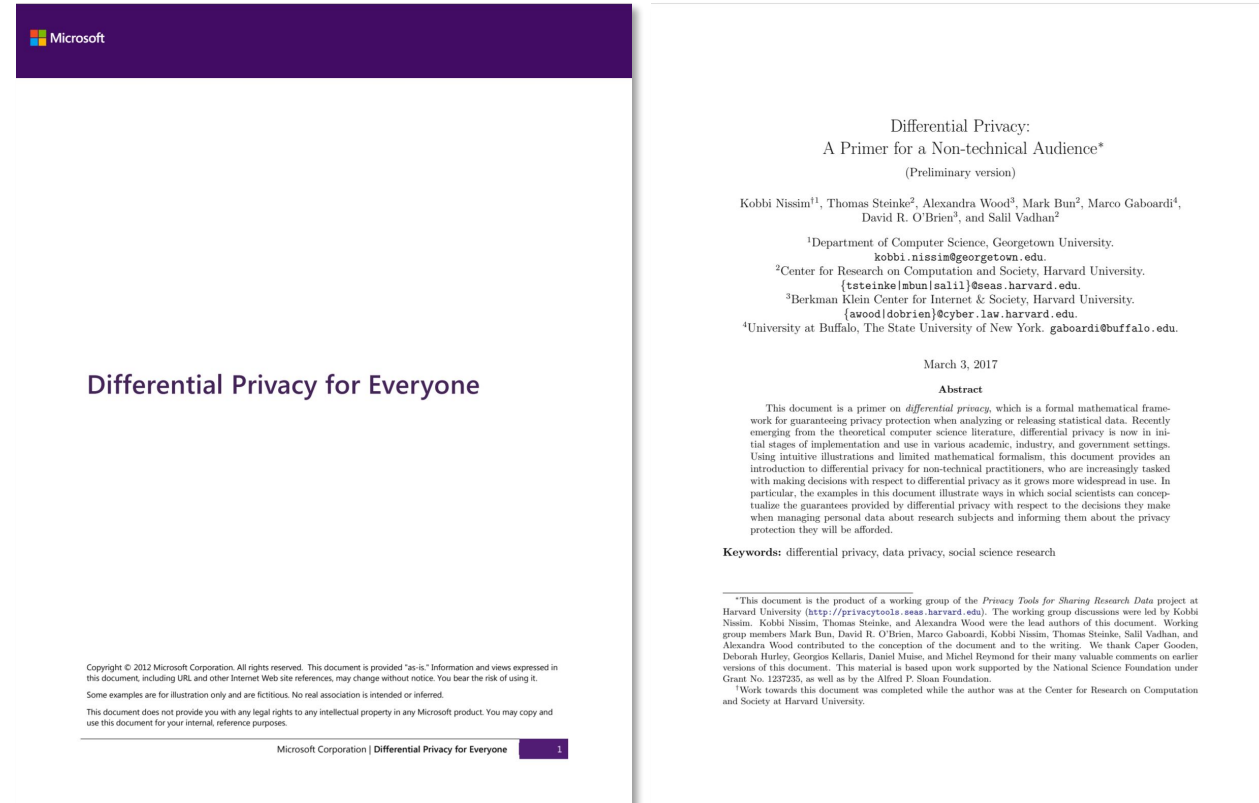 Microsoft
Differential Privacy for Everyone
Copyright © 2012 Microsoft Corporation. All rights reserved. This document is provided "as-is." Information and views expressed in
this document, including URL and other Internet Web site references, may change without notice. You bear the risk of using it.
Some examples are for illustration only and are fictitious. No real association is intended or inferred.
This document does not provide you with any legal rights to any intellectual property in any Microsoft product. You may copy and
use this document for your internal, reference purposes.
Microsoft Corporation | Differential Privacy for Everyone 1
Differential Privacy:
A Primer for a Non-technical Audience*
(Preliminary version)
Kobbi Nissim†1, Thomas Steinke2, Alexandra Wood3, Mark Bun2, Marco Gaboardi4,
David R. O'Brien3, and Salil Vadhan2
1Department of Computer Science, Georgetown University.
kobbi.nissim@georgetown.edu.
2Center for Research on Computation and Society, Harvard University.
{tsteinke|mbun|salil}@seas.harvard.edu.
3Berkman Klein Center for Internet & Society, Harvard University.
{awood|dobrien}@cyber.law.harvard.edu.
4University at Buffalo, The State University of New York. gaboardi@buffalo.edu.
March 3, 2017
Abstract
This document is a primer on differential privacy, which is a formal mathematical frame-
work for guaranteeing privacy protection when analyzing or releasing statistical data. Recently
emerging from the theoretical computer science literature, differential privacy is now in ini-
tial stages of implementation and use in various academic, industry, and government settings.
Using intuitive illustrations and limited mathematical formalism, this document provides an
introduction to differential privacy for non-technical practitioners, who are increasingly tasked
with making decisions with respect to differential privacy as it grows more widespread in use. In
particular, the examples in this document illustrate ways in which social scientists can concep-
tualize the guarantees provided by differential privacy with respect to the decisions they make
when managing personal data about research subjects and informing them about the privacy
protection they will be afforded.
Keywords: differential privacy, data privacy, social science research
*This document is the product of a working group of the Privacy Tools for Sharing Research Data project at
Harvard University (http://privacytools.seas.harvard.edu). The working group discussions were led by Kobbi
Nissim. Kobbi Nissim, Thomas Steinke, and Alexandra Wood were the lead authors of this document. Working
group members Mark Bun, David R. O'Brien, Marco Gaboardi, Kobbi Nissim, Thomas Steinke, Salil Vadhan, and
Alexandra Wood contributed to the conception of the document and to the writing. We thank Caper Gooden,
Deborah Hurley, Georgios Kellaris, Daniel Muise, and Michel Reymond for their many valuable comments on earlier
versions of this document. This material is based upon work supported by the National Science Foundation under
Grant No. 1237235, as well as by the Alfred P. Sloan Foundation.
†Work towards this document was completed while the author was at the Center for Research on Computation
and Society at Harvard University.